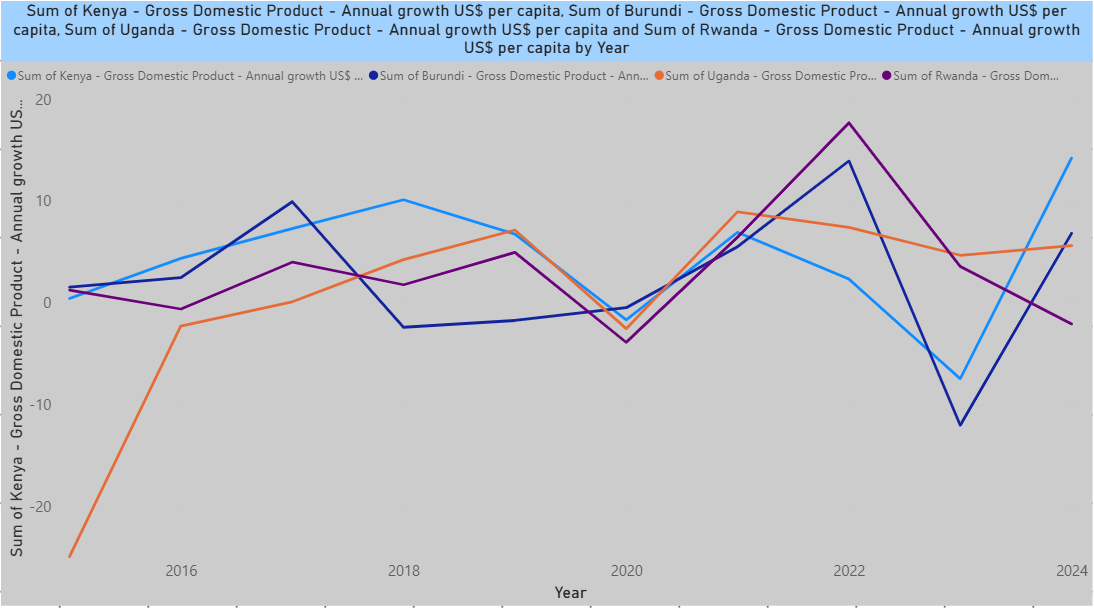 Sum of Kenya - Gross Domestic Product - Annual growth US$ per capita, Sum of Burundi - Gross Domestic Product - Annual growth US$ per
capita, Sum of Uganda - Gross Domestic Product - Annual growth US$ per capita and Sum of Rwanda - Gross Domestic Product - Annual growth
US$ per capita by Year
Sum of Kenya - Gross Domestic Product - Annual growth US$ ... Sum of Burundi - Gross Domestic Product - Ann... Sum of Uganda - Gross Domestic Pro... Sum of Rwanda - Gross Dom...
Sum of Kenya - Gross Domestic Product - Annual growth US...
20
10
0
-10
-20
2016 2018 2020 2022 2024
Year